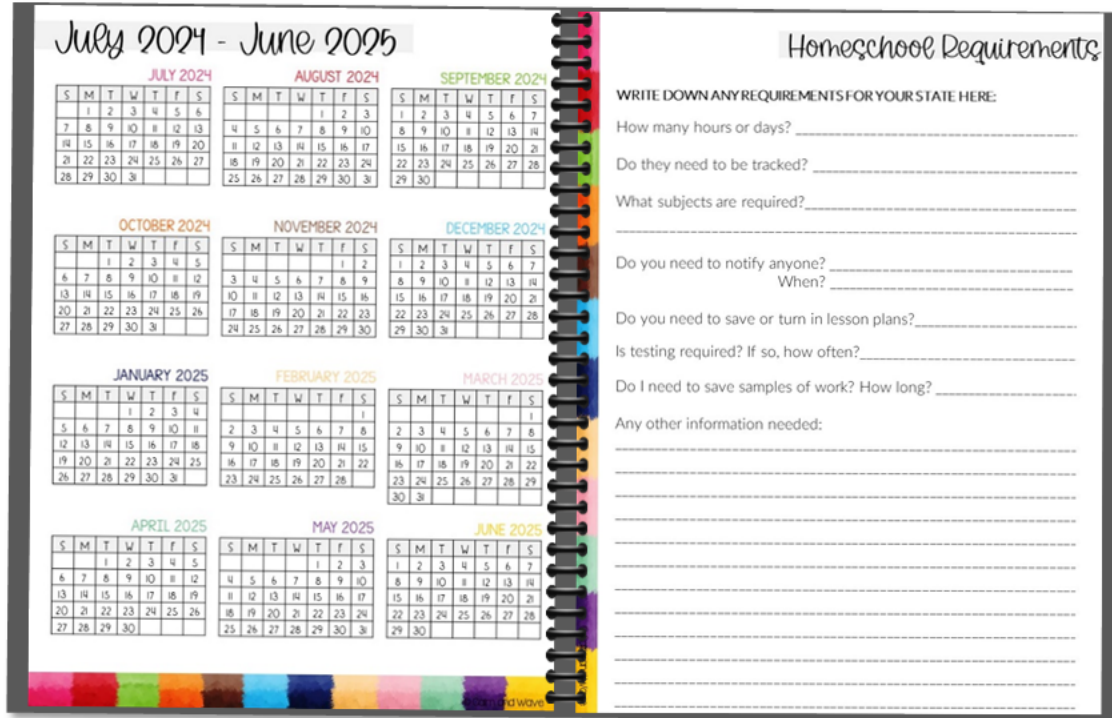 July 2024 - June 2025
JULY 2024
S M T W T F S
1 2 3 4 5 6
7 8 9 10 11 12 13
14 15 16 17 18 19 20
21 22 23 24 25 26 27
28 29 30 31
AUGUST 2024
S M T W T F S
1 2 3
4 5 6 7 8 9 10
11 12 13 14 15 16 17
18 19 20 21 22 23 24
25 26 27 28 29 30 31
SEPTEMBER 2024
S M T W T F S
1 2 3 4 5 6 7
8 9 10 11 12 13 14
15 16 17 18 19 20 21
22 23 24 25 26 27 28
29 30
OCTOBER 2024
S M T W T F S
1 2 3 4 5
6 7 8 9 10 11 12
13 14 15 16 17 18 19
20 21 22 23 24 25 26
27 28 29 30 31
NOVEMBER 2024
S M T W T F S
1 2
3 4 5 6 7 8 9
10 11 12 13 14 15 16
17 18 19 20 21 22 23
24 25 26 27 28 29 30
DECEMBER 2024
S M T W T F S
1 2 3 4 5 6 7
8 9 10 11 12 13 14
15 16 17 18 19 20 21
22 23 24 25 26 27 28
29 30 31
JANUARY 2025
S M T W T F S
1 2 3 4
5 6 7 8 9 10 11
12 13 14 15 16 17 18
19 20 21 22 23 24 25
26 27 28 29 30 31
FEBRUARY 2025
S M T W T F S
1
2 3 4 5 6 7 8
9 10 11 12 13 14 15
16 17 18 19 20 21 22
23 24 25 26 27 28
MARCH 2025
S M T W T F S
1
2 3 4 5 6 7 8
9 10 11 12 13 14 15
16 17 18 19 20 21 22
23 24 25 26 27 28 29
30 31
APRIL 2025
S M T W T F S
1 2 3 4 5
6 7 8 9 10 11 12
13 14 15 16 17 18 19
20 21 22 23 24 25 26
27 28 29 30
MAY 2025
S M T W T F S
1 2 3
4 5 6 7 8 9 10
11 12 13 14 15 16 17
18 19 20 21 22 23 24
25 26 27 28 29 30 31
JUNE 2025
S M T W T F S
1 2 3 4 5 6 7
8 9 10 11 12 13 14
15 16 17 18 19 20 21
22 23 24 25 26 27 28
29 30
and wave
Homeschool Requirements
WRITE DOWN ANY REQUIREMENTS FOR YOUR STATE HERE:
How many hours or days?
Do they need to be tracked?
What subjects are required?
Do you need to notify anyone?
When?
Do you need to save or turn in lesson plans?
Is testing required? If so, how often?
Do I need to save samples of work? How long?
Any other information needed: